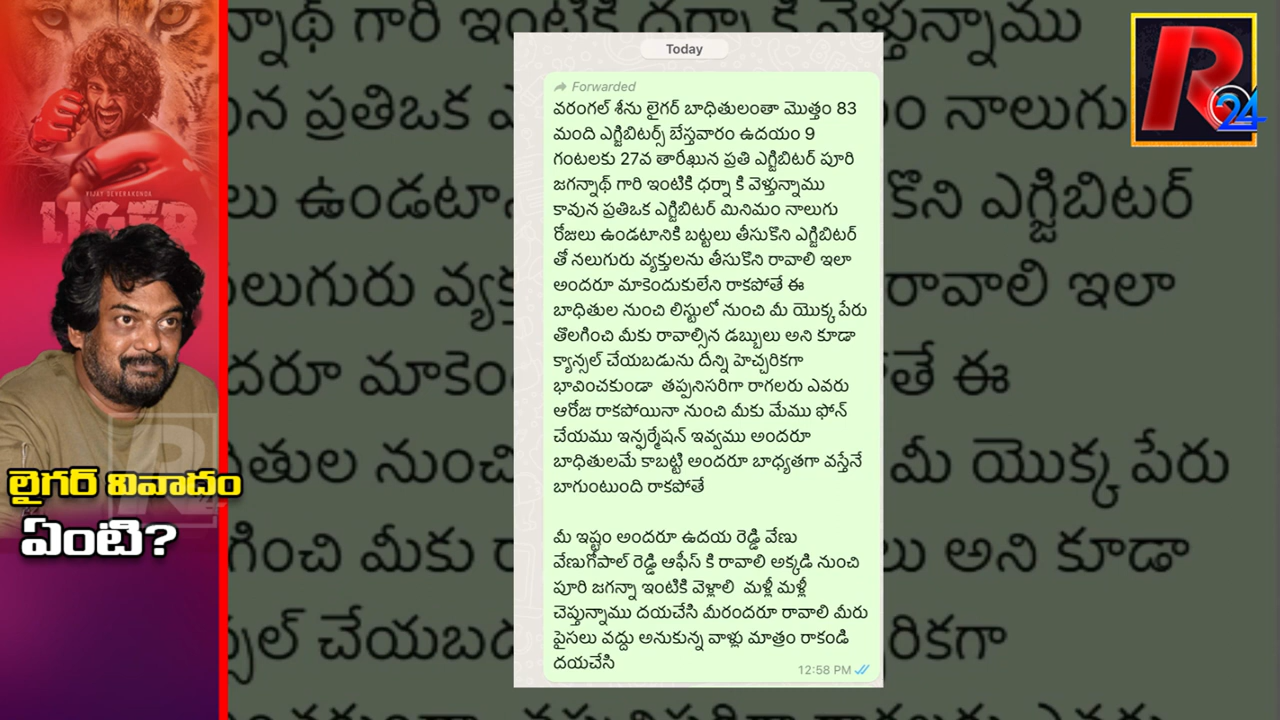 VIJAY DEVERAKONDA
LIGER
లైగర్ వివాదం
ఏంటి?
R24
Today
Forwarded
వరంగల్ శీను లైగర్ బాధితులంతా మొత్తం 83
మంది ఎగ్జిబిటర్స్ బేస్తవారం ఉదయం 9
గంటలకు 27వ తారీఖున ప్రతి ఎగ్జిబిటర్ పూరి
జగన్నాథ్ గారి ఇంటికి ధర్నా కి వెళ్తున్నాము
కావున ప్రతిఒక ఎగ్జిబిటర్ మినిమం నాలుగు
రోజులు ఉండటానికి బట్టలు తీసుకొని ఎగ్జిబిటర్
తో నలుగురు వ్యక్తులను తీసుకొని రావాలి ఇలా
అందరూ మాకెందుకులేని రాకపోతే ఈ
బాధితుల నుంచి లిస్టులో నుంచి మీ యొక్క పేరు
తొలగించి మీకు రావాల్సిన డబ్బులు అని కూడా
క్యాన్సల్ చేయబడును దీన్ని హెచ్చరికగా
భావించకుండా తప్పనిసరిగా రాగలరు ఎవరు
ఆరోజు రాకపోయినా నుంచి మీకు మేము ఫోన్
చేయము ఇన్ఫర్మేషన్ ఇవ్వము అందరూ
బాధితులమే కాబట్టి అందరూ బాధ్యతగా వస్తేనే
బాగుంటుంది రాకపోతే
మీ ఇష్టం అందరూ ఉదయ రెడ్డి వేణు
వేణుగోపాల్ రెడ్డి ఆఫీస్ కి రావాలి అక్కడి నుంచి
పూరి జగన్నా ఇంటికి వెళ్లాలి మళ్లీ మళ్లీ
చెప్తున్నాము దయచేసి మీరందరూ రావాలి మీరు
పైసలు వద్దు అనుకున్న వాళ్లు మాత్రం రాకండి
దయచేసి
12:58 PM